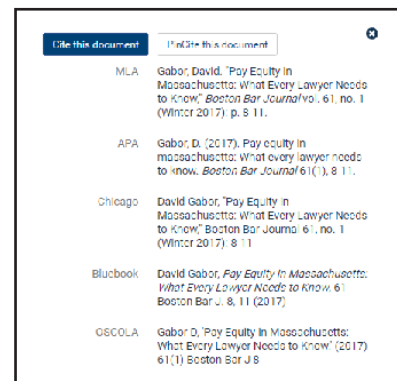 Cite this document PinCite this document
MLA Gabor, David. "Pay Equity in
Massachusetts: What Every Lawyer Needs
to Know," Boston Bar Journal vol. 61, no. 1
(Winter 2017): p. 8-11.
APA Gabor, D. (2017). Pay equity in
massachusetts: What every lawyer needs
to know. Boston Bar Journal 61(1), 8-11.
Chicago David Gabor, "Pay Equity in
Massachusetts: What Every Lawyer Needs
to Know," Boston Bar Journal 61, no. 1
(Winter 2017): 8-11
Bluebook David Gabor, Pay Equity in Massachusetts:
What Every Lawyer Needs to Know, 61
Boston Bar J. 8, 11 (2017)
OSCOLA Gabor D, 'Pay Equity in Massachusetts:
What Every Lawyer Needs to Know' (2017)
61(1) Boston Bar J 8